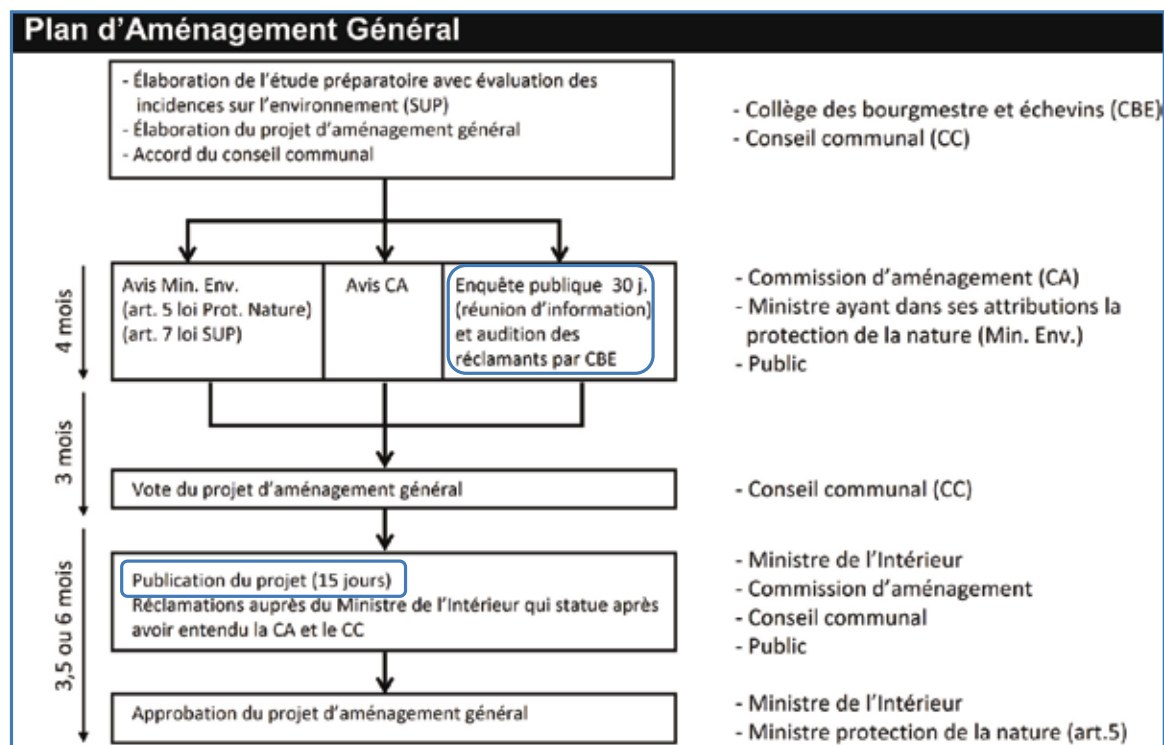 Plan d'Aménagement Général
- Élaboration de l'étude préparatoire avec évaluation des
incidences sur l'environnement (SUP)
- Élaboration du projet d'aménagement général
- Accord du conseil communal
- Collège des bourgmestre et échevins (CBE)
- Conseil communal (CC)
4 mois
Avis Min. Env.
(art. 5 loi Prot. Nature)
(art. 7 loi SUP)
Avis CA
Enquête publique 30 j.
(réunion d'information)
et audition des
réclamants par CBE
- Commission d'aménagement (CA)
- Ministre ayant dans ses attributions la
protection de la nature (Min. Env.)
- Public
3 mois
Vote du projet d'aménagement général
- Conseil communal (CC)
3,5 ou 6 mois
Publication du projet (15 jours)
Réclamations auprès du Ministre de l'Intérieur qui statue après
avoir entendu la CA et le CC
- Ministre de l'Intérieur
- Commission d'aménagement
- Conseil communal
- Public
Approbation du projet d'aménagement général
- Ministre de l'Intérieur
- Ministre protection de la nature (art.5)